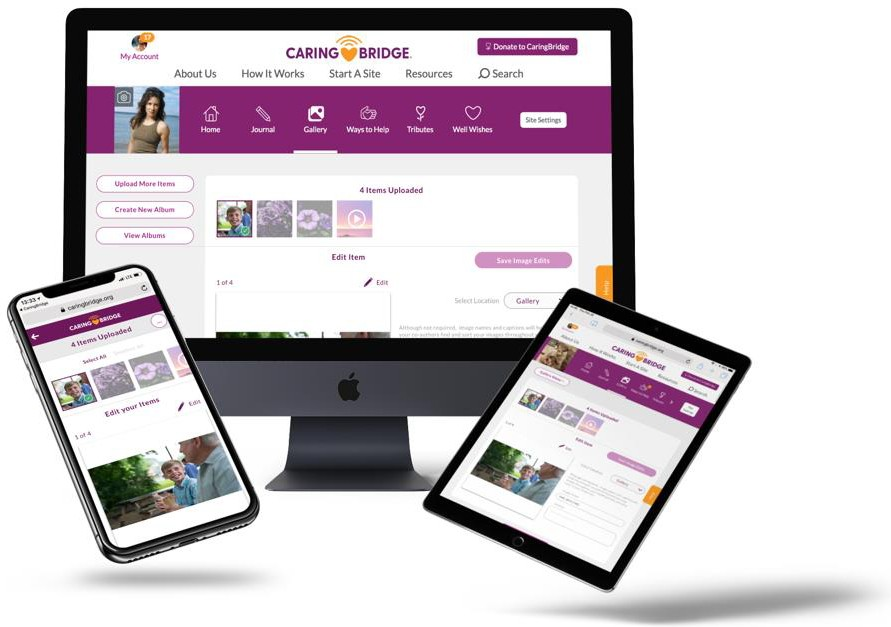 17
My Account
CARING BRIDGE
Donate to CaringBridge
About Us
How It Works
Start A Site
Resources
Search
Home
Journal
Gallery
Ways to Help
Tributes
Well Wishes
Site Settings
Upload More Items
Create New Album
View Albums
4 Items Uploaded
Edit Item
Save Image Edits
1 of 4
Edit
Select Location
Gallery
Help
Although not required, image names and captions will h
your co-authors find and sort your images throughout
13:33
CaringBridge
LTE
caringbridge.org
CARING BRIDGE
4 Items Uploaded
Select All
Edit your Items
1 of 4
Edit
caringbridge.org
CARING BRIDGE
About Us
How It Works
Start A Site
Resources
Search
4 Items Uploaded
Edit Item
Edit
Gallery